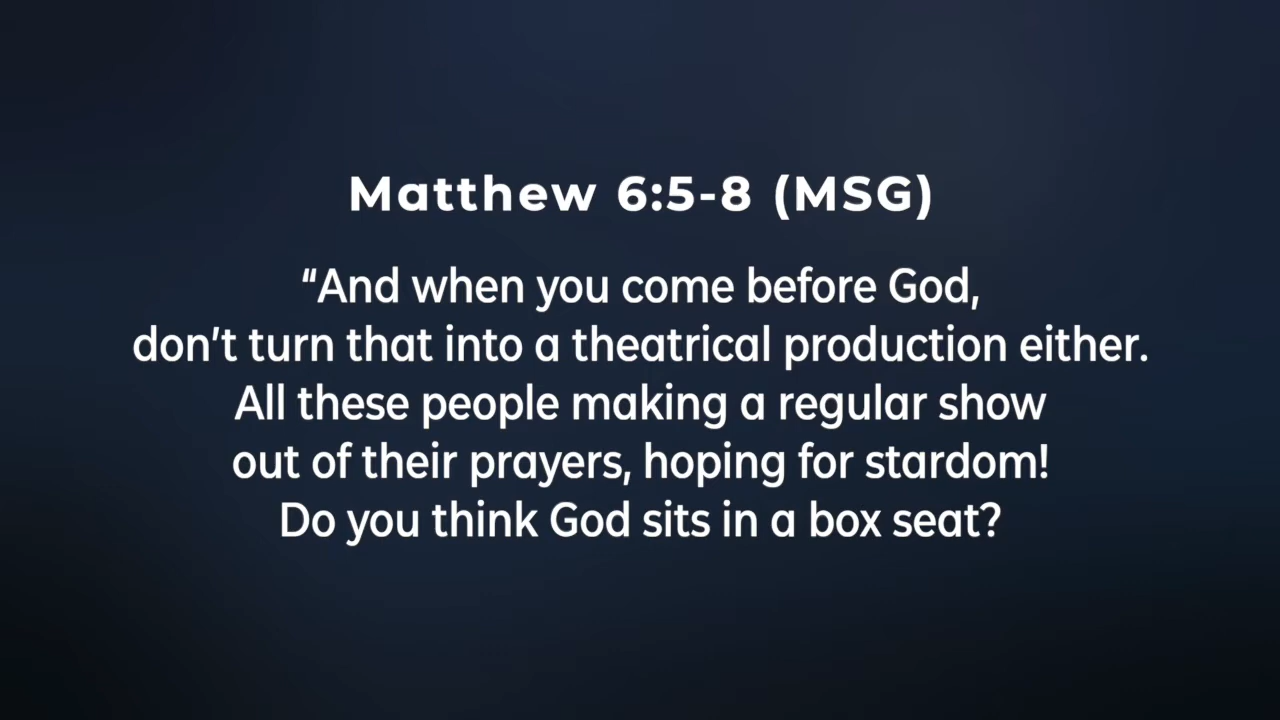 Matthew 6:5-8 (MSG)
“And when you come before God,
don’t turn that into a theatrical production either.
All these people making a regular show
out of their prayers, hoping for stardom!
Do you think God sits in a box seat?